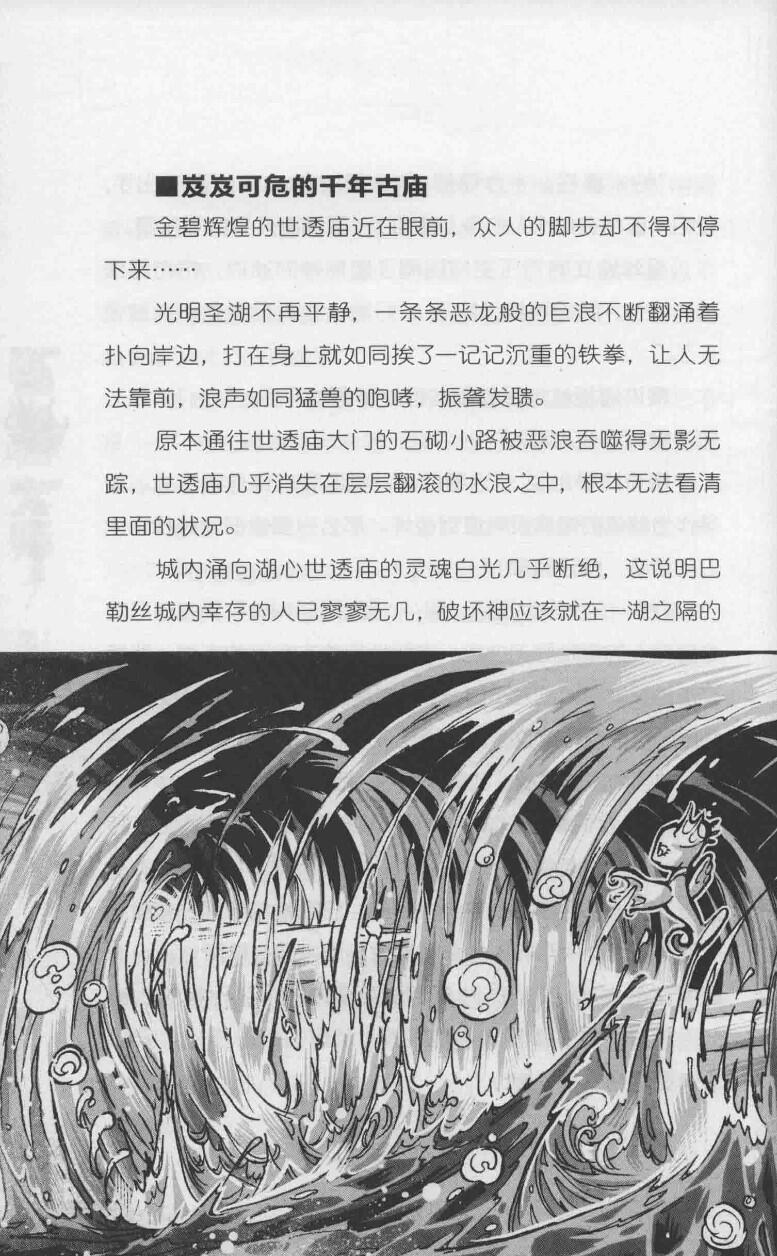 ■岌岌可危的千年古庙
金碧辉煌的世透庙近在眼前，众人的脚步却不得不停
下来……
光明圣湖不再平静，一条条恶龙般的巨浪不断翻涌着
扑向岸边，打在身上就如同挨了一记记沉重的铁拳，让人无
法靠前，浪声如同猛兽的咆哮，振聋发聩。
原本通往世透庙大门的石砌小路被恶浪吞噬得无影无
踪，世透庙几乎消失在层层翻滚的水浪之中，根本无法看清
里面的状况。
城内涌向湖心世透庙的灵魂白光几乎断绝，这说明巴
勒丝城内幸存的人已寥寥无几，破坏神应该就在一湖之隔的